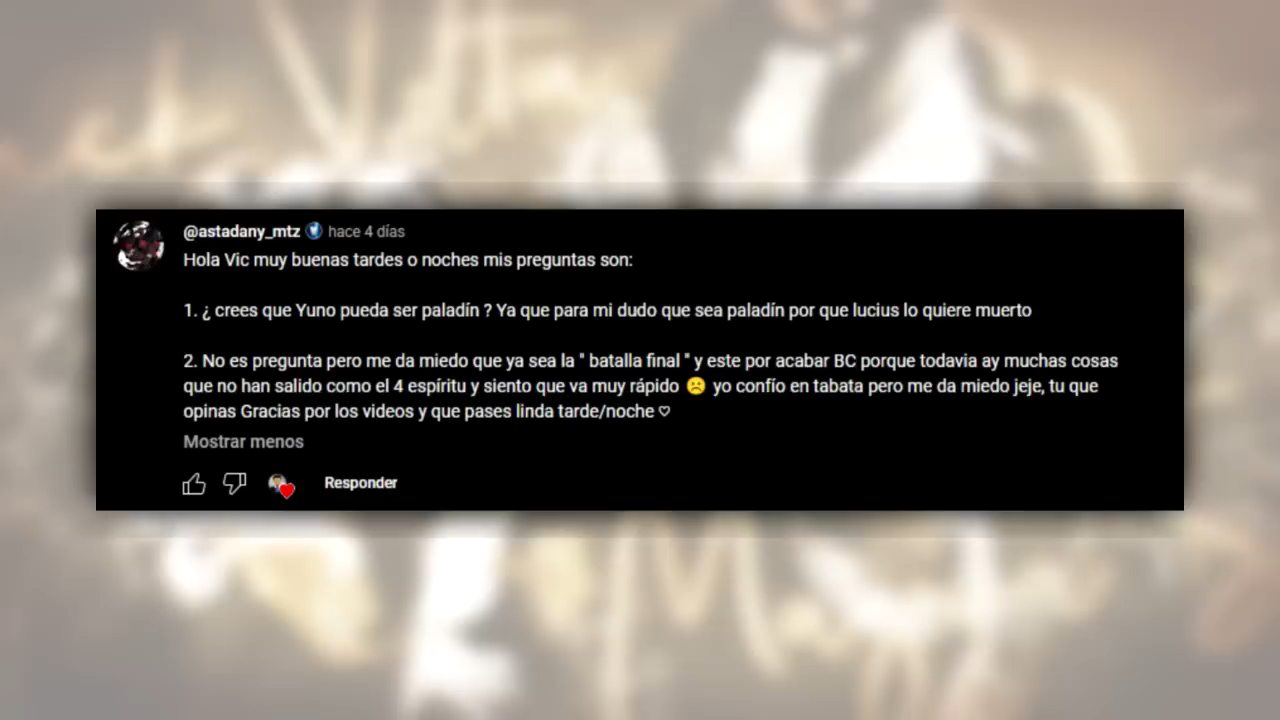 @astadany_mtz hace 4 días
Hola Vic muy buenas tardes o noches mis preguntas son:
1. ¿ crees que Yuno pueda ser paladín ? Ya que para mi dudo que sea paladín por que lucius lo quiere muerto
2. No es pregunta pero me da miedo que ya sea la " batalla final " y este por acabar BC porque todavia ay muchas cosas
que no han salido como el 4 espíritu y siento que va muy rápido ☹️ yo confío en tabata pero me da miedo jeje, tu que
opinas Gracias por los videos y que pases linda tarde/noche ♡
Mostrar menos
Responder